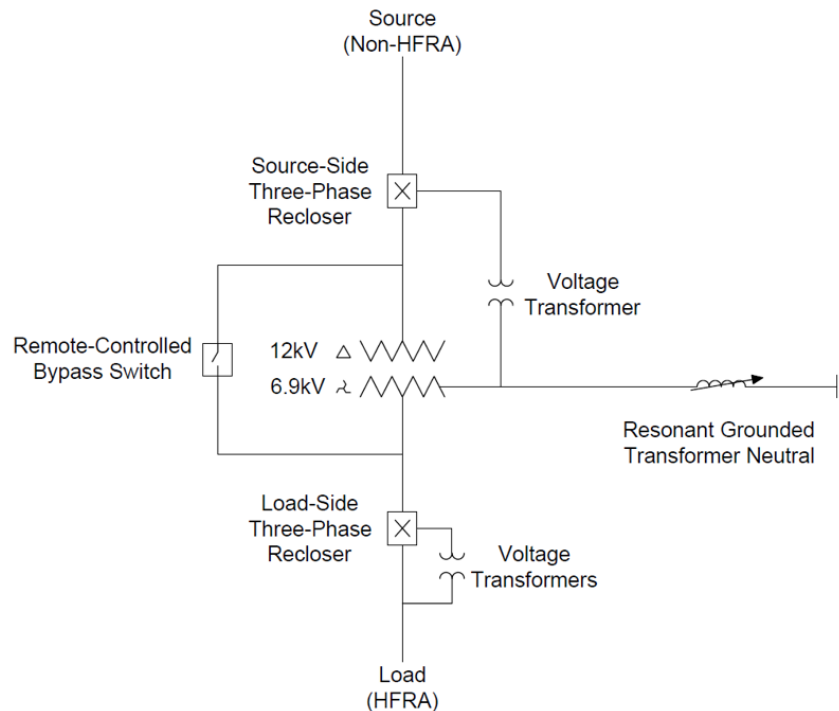 Source
(Non-HFRA)
Source-Side
Three-Phase
Recloser
Voltage
Transformer
Remote-Controlled
Bypass Switch
12kV Δ
6.9kV
Resonant Grounded
Transformer Neutral
Load-Side
Three-Phase
Recloser
Voltage
Transformers
Load
(HFRA)